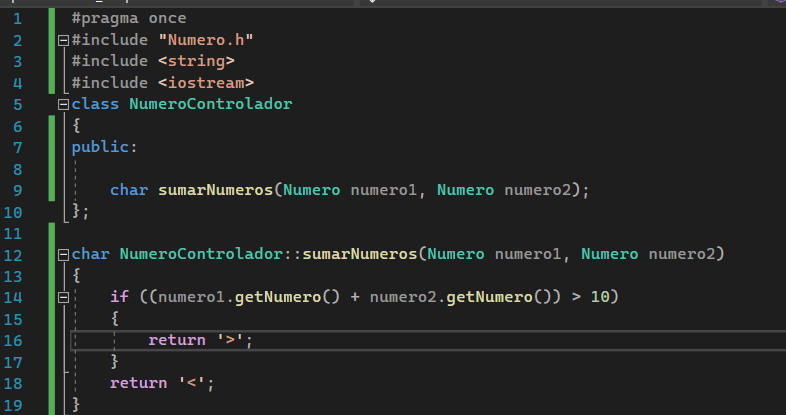 1 #pragma once
2 #include "Numero.h"
3 #include <string>
4 #include <iostream>
5 class NumeroControlador
6 {
7 public:
8
9     char sumarNumeros(Numero numero1, Numero numero2);
10 };
11
12 char NumeroControlador::sumarNumeros(Numero numero1, Numero numero2)
13 {
14     if ((numero1.getNumero() + numero2.getNumero()) > 10)
15     {
16         return '>';
17     }
18     return '<';
19 }